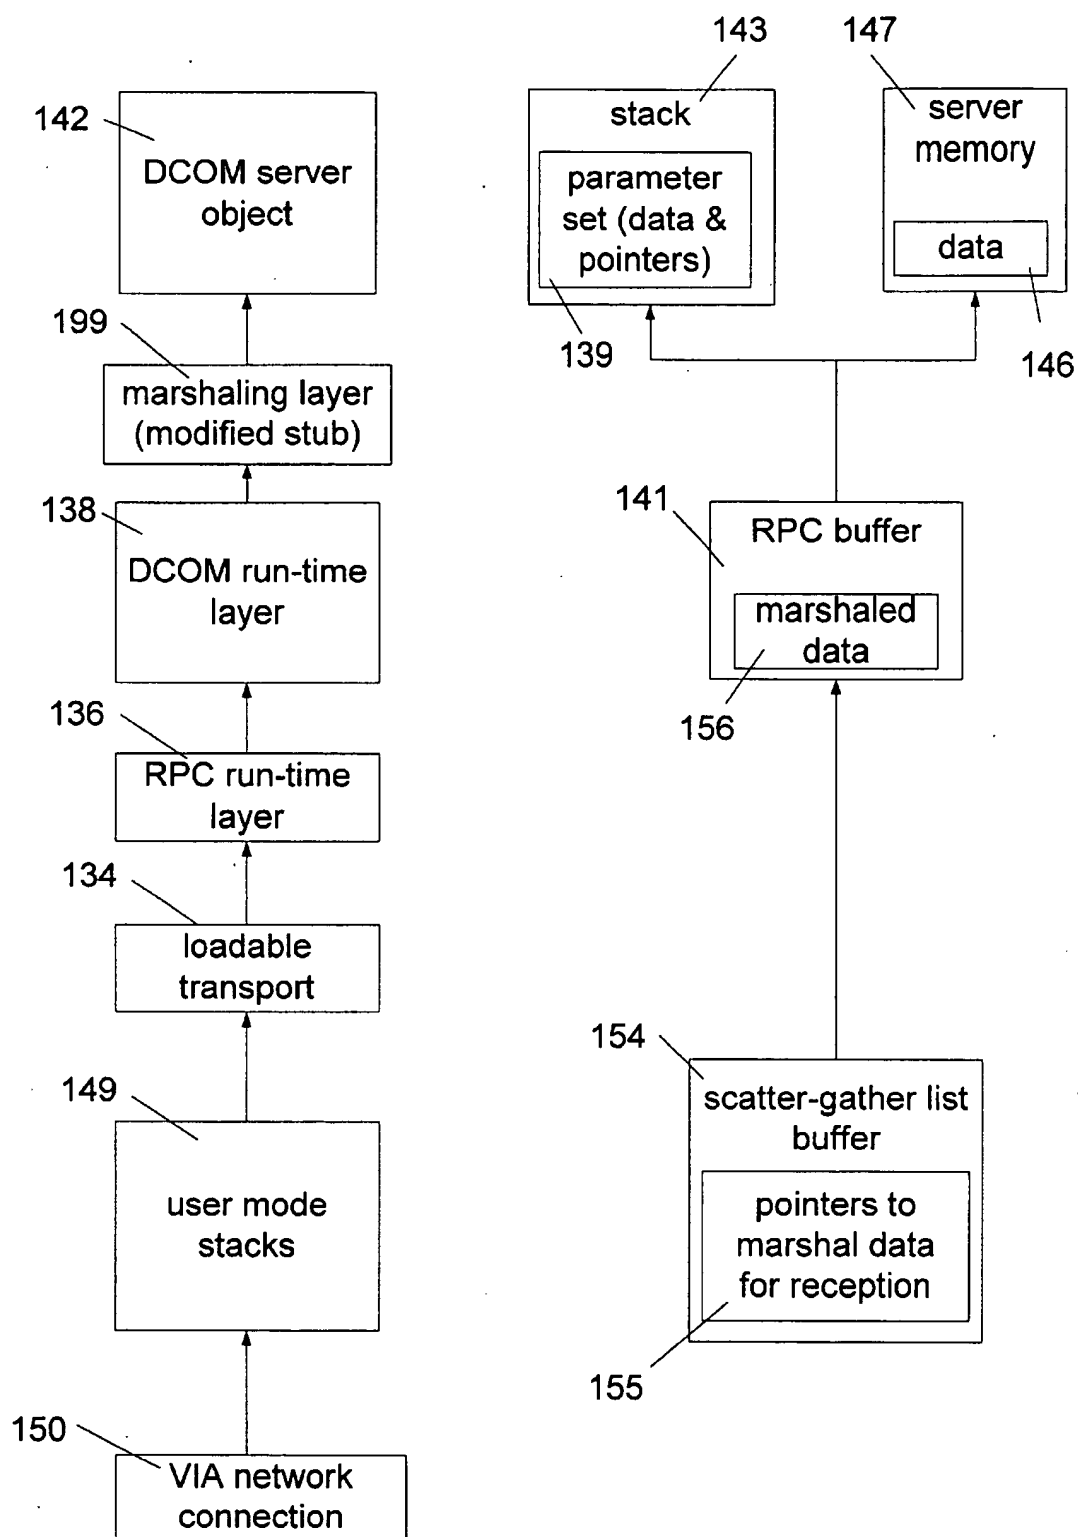 143
147
142
DCOM server
object
stack
parameter
set (data &
pointers)
server
memory
data
139
146
199
marshaling layer
(modified stub)
138
DCOM run-time
layer
141
RPC buffer
marshaled
data
156
136
RPC run-time
layer
134
loadable
transport
154
scatter-gather list
buffer
pointers to
marshal data
for reception
155
149
user mode
stacks
150
VIA network
connection